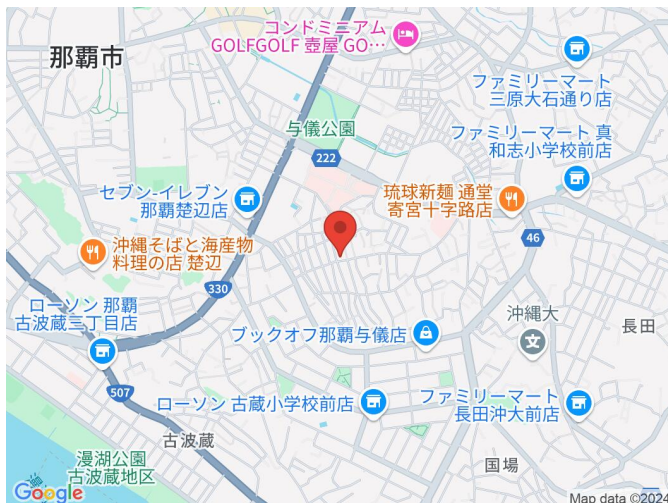 コンドミニアム
GOLFGOLF 壺屋 GO…
那覇市
ファミリーマート
三原大石通り店
与儀公園
ファミリーマート 真
和志小学校前店
222
セブン-イレブン
那覇楚辺店
琉球新麺 通堂
寄宮十字路店
沖縄そばと海産物
料理の店 楚辺
46
330
ローソン 那覇
古波蔵三丁目店
ブックオフ那覇与儀店
沖縄大
長田
507
ローソン 古蔵小学校前店
ファミリーマート
長田沖大前店
古波蔵
漫湖公園
古波蔵地区
国場
Google
Map data ©2024